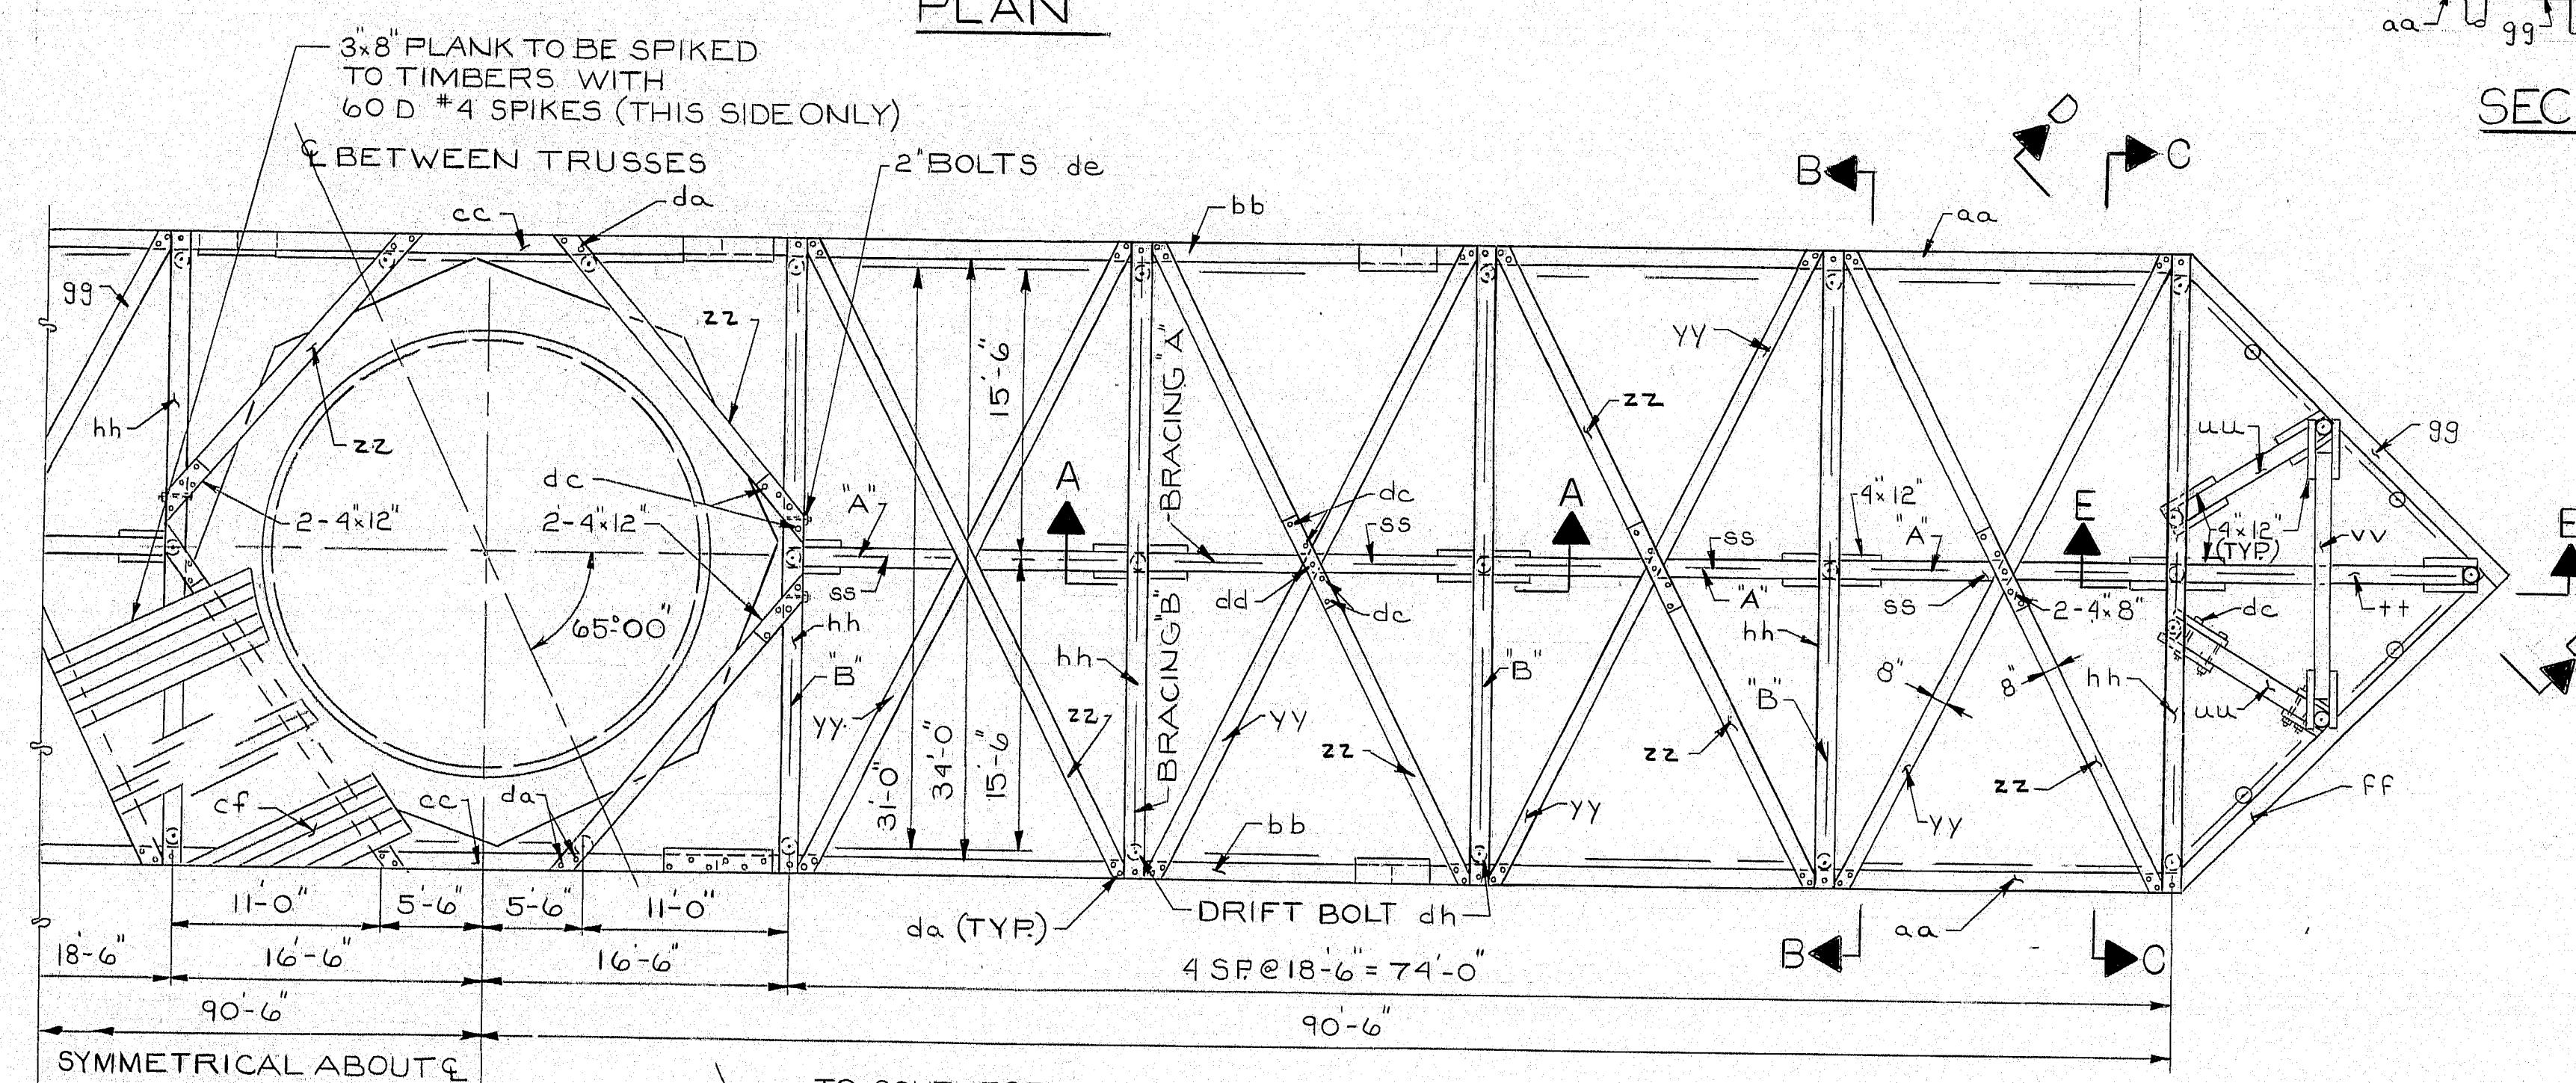 PLAN
3"x8" PLANK TO BE SPIKED
TO TIMBERS WITH
60 D #4 SPIKES (THIS SIDE ONLY)
℄ BETWEEN TRUSSES
2" BOLTS de
cc
da
bb
aa
B
D
C
aa
gg
SEC
gg
zz
yy
15'-6"
BRACING "A"
hh
zz
zz
uu
gg
dc
"A"
A
dc
A
4"x12"
E
4"x12"
(TYP.)
vv
E
2-4"x12"
2-4"x12"
ss
ss
"A"
ss
dd
dc
"A"
ss
2-4"x8"
dc
tt
65°00"
hh
"B"
hh
BRACING "B"
"B"
hh
"B"
8"
8"
hh
uu
yy
zz
yy
zz
zz
zz
31'-0"
34'-0"
15'-6"
cf
cc
da
bb
yy
yy
ff
11'-0"
5'-6"
5'-6"
11'-0"
da (TYP.)
DRIFT BOLT dh
B
aa
C
18'-6"
16'-6"
16'-6"
4 SP. @ 18'-6" = 74'-0"
90'-6"
90'-6"
SYMMETRICAL ABOUT ℄